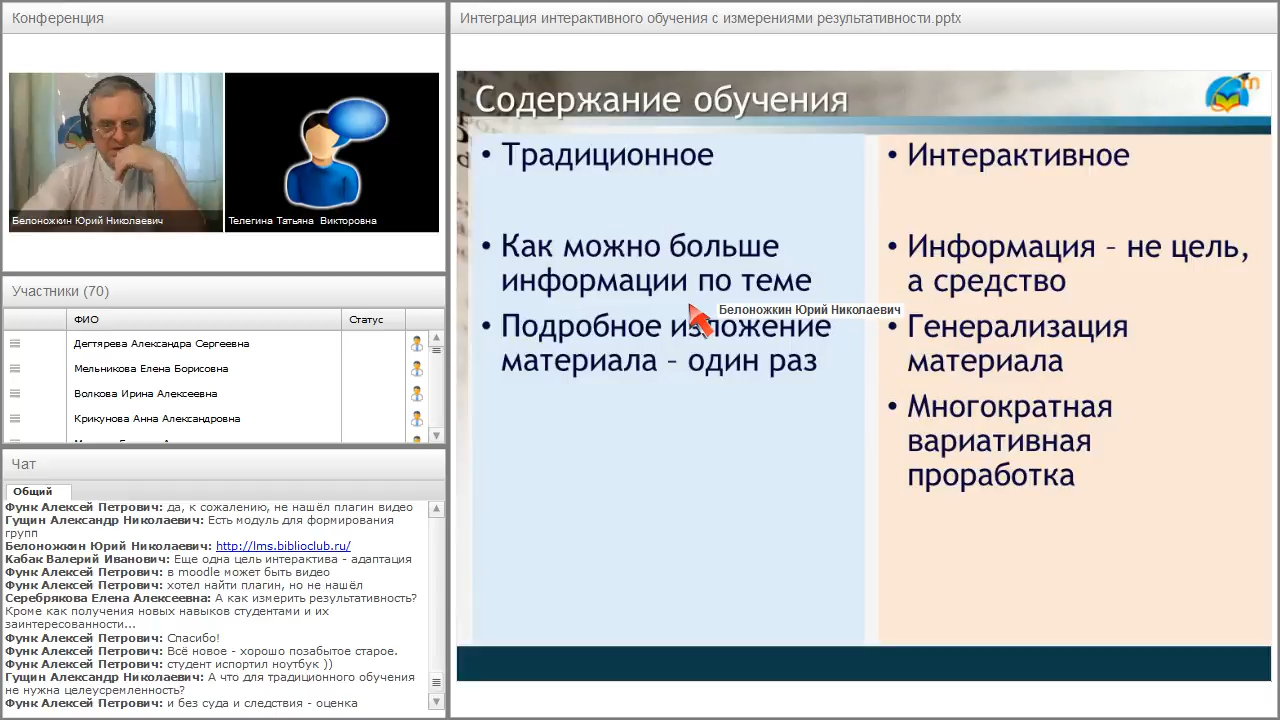 Конференция
Белоножкин Юрий Николаевич
Телегина Татьяна Викторовна
Участники (70)
ФИО
Статус
Дегтярева Александра Сергеевна
Мельникова Елена Борисовна
Волкова Ирина Алексеевна
Крикунова Анна Александровна
Чат
Общий
Функ Алексей Петрович: да, к сожалению, не нашёл плагин видео
Гущин Александр Николаевич: Есть модуль для формирования
групп
Белоножкин Юрий Николаевич: http://lms.biblioclub.ru/
Кабак Валерий Иванович: Еще одна цель интерактива - адаптация
Функ Алексей Петрович: в moodle может быть видео
Функ Алексей Петрович: хотел найти плагин, но не нашёл
Серебрякова Елена Алексеевна: А как измерить результативность?
Кроме как получения новых навыков студентами и их
заинтересованности...
Функ Алексей Петрович: Спасибо!
Функ Алексей Петрович: Всё новое - хорошо позабытое старое.
Функ Алексей Петрович: студент испортил ноутбук ))
Гущин Александр Николаевич: А что для традиционного обучения
не нужна целеусремленность?
Функ Алексей Петрович: и без суда и следствия - оценка
Интеграция интерактивного обучения с измерениями результативности.pptx
Содержание обучения
• Традиционное
• Как можно больше
информации по теме
• Подробное изложение
материала – один раз
Белоножкин Юрий Николаевич
• Интерактивное
• Информация – не цель,
а средство
• Генерализация
материала
• Многократная
вариативная
проработка